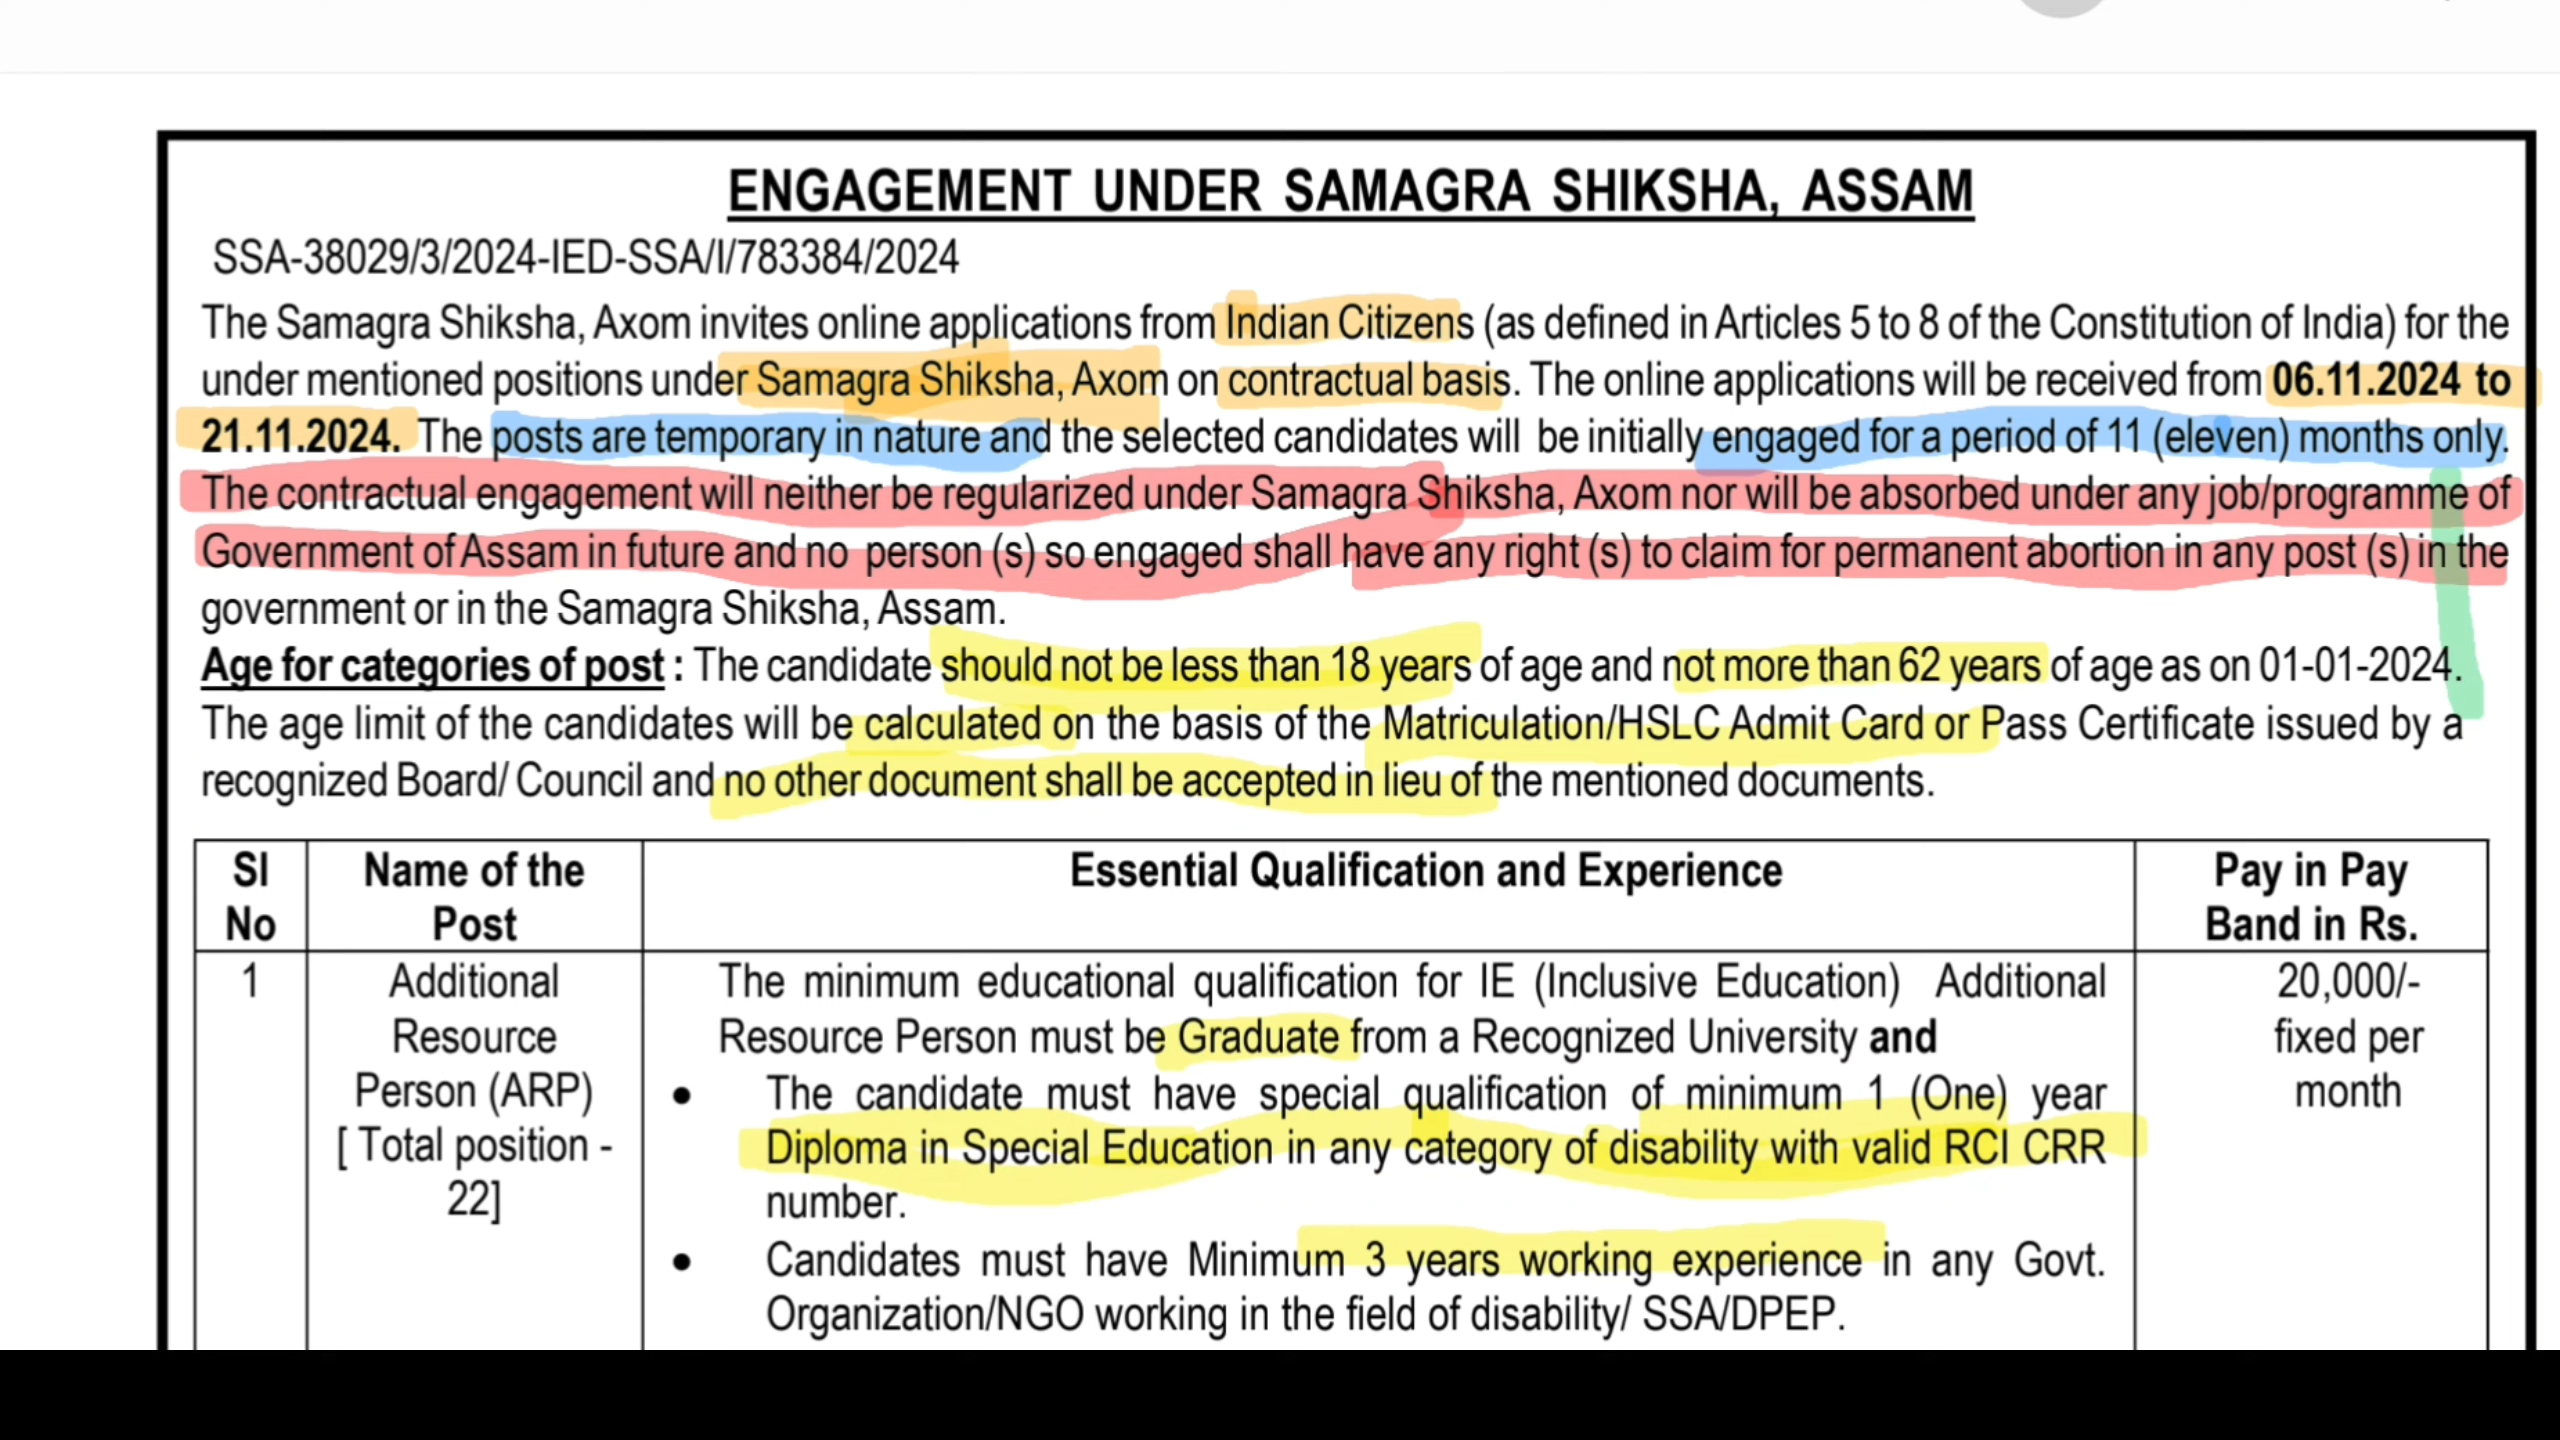 ENGAGEMENT UNDER SAMAGRA SHIKSHA, ASSAM
SSA-38029/3/2024-IED-SSA/I/783384/2024
The Samagra Shiksha, Axom invites online applications from Indian Citizens (as defined in Articles 5 to 8 of the Constitution of India) for the
under mentioned positions under Samagra Shiksha, Axom on contractual basis. The online applications will be received from 06.11.2024 to
21.11.2024. The posts are temporary in nature and the selected candidates will be initially engaged for a period of 11 (eleven) months only.
The contractual engagement will neither be regularized under Samagra Shiksha, Axom nor will be absorbed under any job/programme of
Government of Assam in future and no person (s) so engaged shall have any right (s) to claim for permanent abortion in any post (s) in the
government or in the Samagra Shiksha, Assam.
Age for categories of post : The candidate should not be less than 18 years of age and not more than 62 years of age as on 01-01-2024.
The age limit of the candidates will be calculated on the basis of the Matriculation/HSLC Admit Card or Pass Certificate issued by a
recognized Board/ Council and no other document shall be accepted in lieu of the mentioned documents.
Sl No
Name of the Post
Essential Qualification and Experience
Pay in Pay Band in Rs.
1
Additional
Resource
Person (ARP)
[ Total position -
22]
The minimum educational qualification for IE (Inclusive Education) Additional
Resource Person must be Graduate from a Recognized University and
• The candidate must have special qualification of minimum 1 (One) year
Diploma in Special Education in any category of disability with valid RCI CRR
number.
• Candidates must have Minimum 3 years working experience in any Govt.
Organization/NGO working in the field of disability/ SSA/DPEP.
20,000/-
fixed per
month